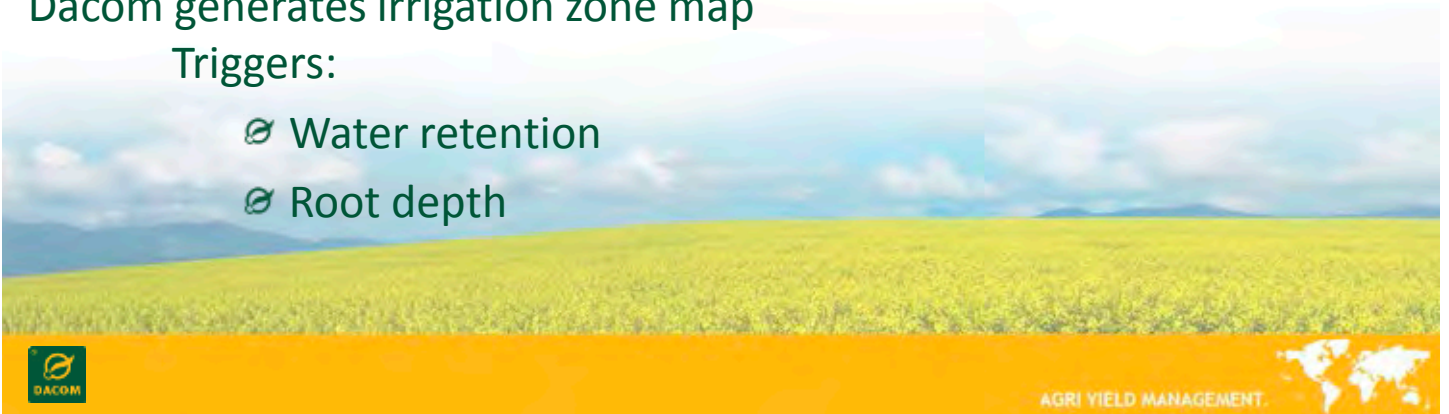 Dacom generates irrigation zone map
Triggers:
Water retention
Root depth
DACOM
AGRI YIELD MANAGEMENT.